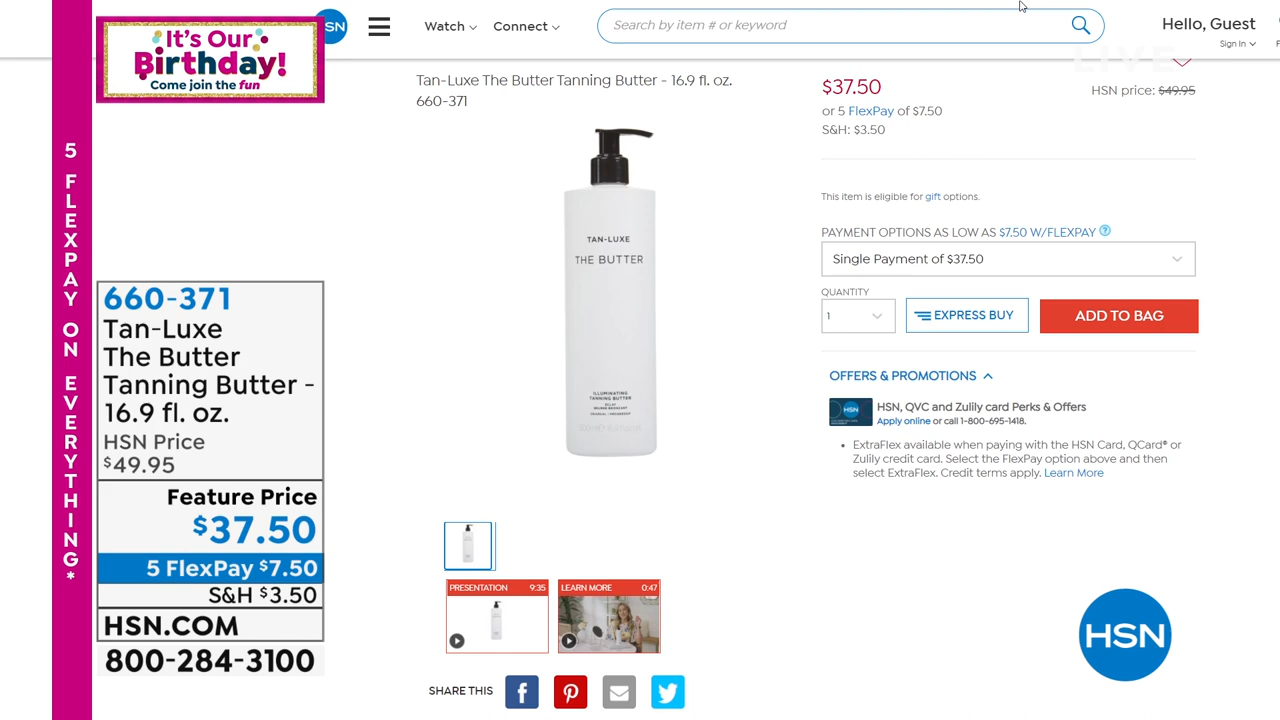 It's Our
Birthday!
Come join the fun
5 FLEXPAY ON EVERYTHING*
660-371
Tan-Luxe
The Butter
Tanning Butter -
16.9 fl. oz.
HSN Price
$49.95
Feature Price
$37.50
5 FlexPay $7.50
S&H $3.50
HSN.COM
800-284-3100
Watch
Connect
Search by item # or keyword
Hello, Guest
Sign In
LIVE
Tan-Luxe The Butter Tanning Butter - 16.9 fl. oz.
660-371
TAN-LUXE
THE BUTTER
ILLUMINATING
TANNING BUTTER
PRESENTATION 9:35
LEARN MORE 0:47
SHARE THIS
$37.50
HSN price: $49.95
or 5 FlexPay of $7.50
S&H: $3.50
This item is eligible for gift options.
PAYMENT OPTIONS AS LOW AS $7.50 W/FLEXPAY ?
Single Payment of $37.50
QUANTITY
1
EXPRESS BUY
ADD TO BAG
OFFERS & PROMOTIONS
HSN
HSN, QVC and Zulily card Perks & Offers
Apply online or call 1-800-695-1418.
• ExtraFlex available when paying with the HSN Card, QCard® or
Zulily credit card. Select the FlexPay option above and then
select ExtraFlex. Credit terms apply. Learn More
HSN